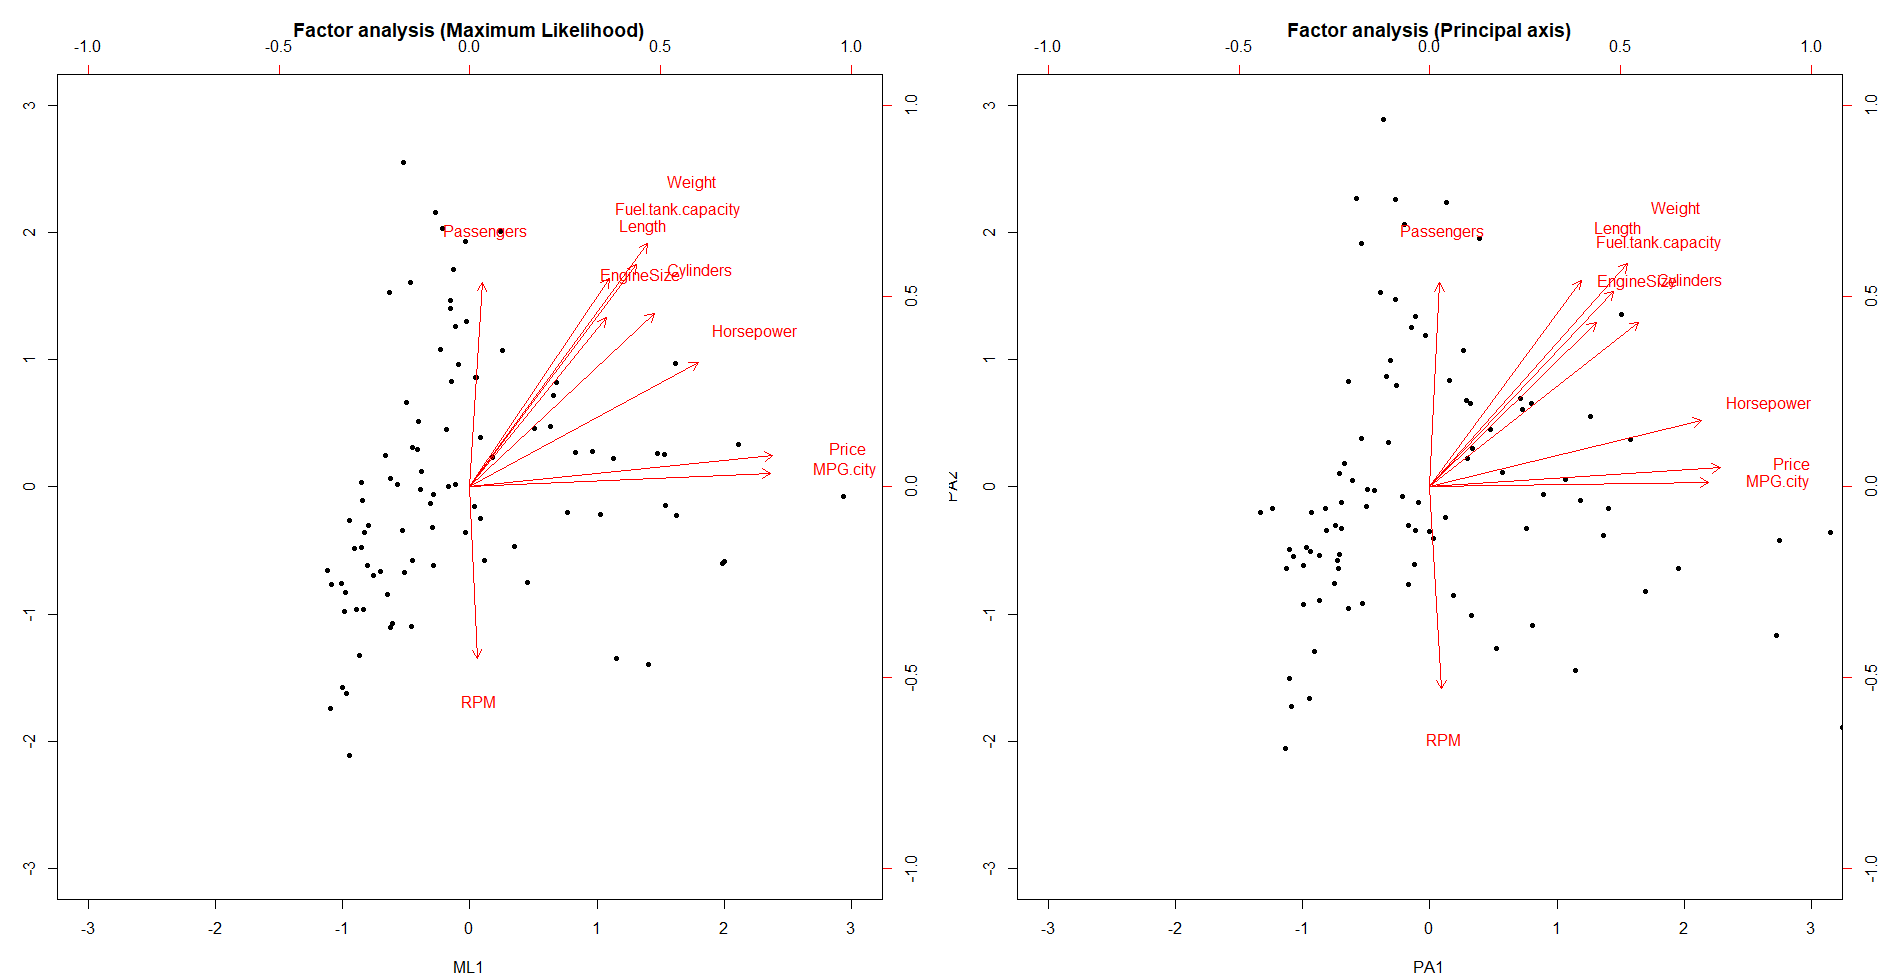 Factor analysis (Maximum Likelihood)
-1.0 -0.5 0.0 0.5 1.0
3 2 1 0 -1 -2 -3
1.0 0.5 0.0 -0.5 -1.0
Weight
Fuel.tank.capacity
Length
Passengers
Cylinders
EngineSize
Horsepower
Price
MPG.city
RPM
-3 -2 -1 0 1 2 3
ML1
Factor analysis (Principal axis)
-1.0 -0.5 0.0 0.5 1.0
PA2
3 2 1 0 -1 -2 -3
1.0 0.5 0.0 -0.5 -1.0
Weight
Length
Passengers
Fuel.tank.capacity
EngineSize
Cylinders
Horsepower
Price
MPG.city
RPM
-3 -2 -1 0 1 2 3
PA1